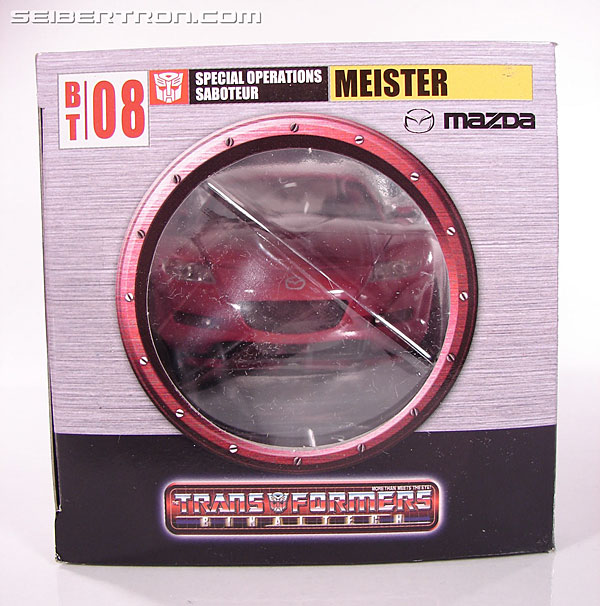 SEIBERTRON.COM
BT 08
SPECIAL OPERATIONS
SABOTEUR
MEISTER
mazda
MORE THAN MEETS THE EYE!
TRANSFORMERS
BINALTECH